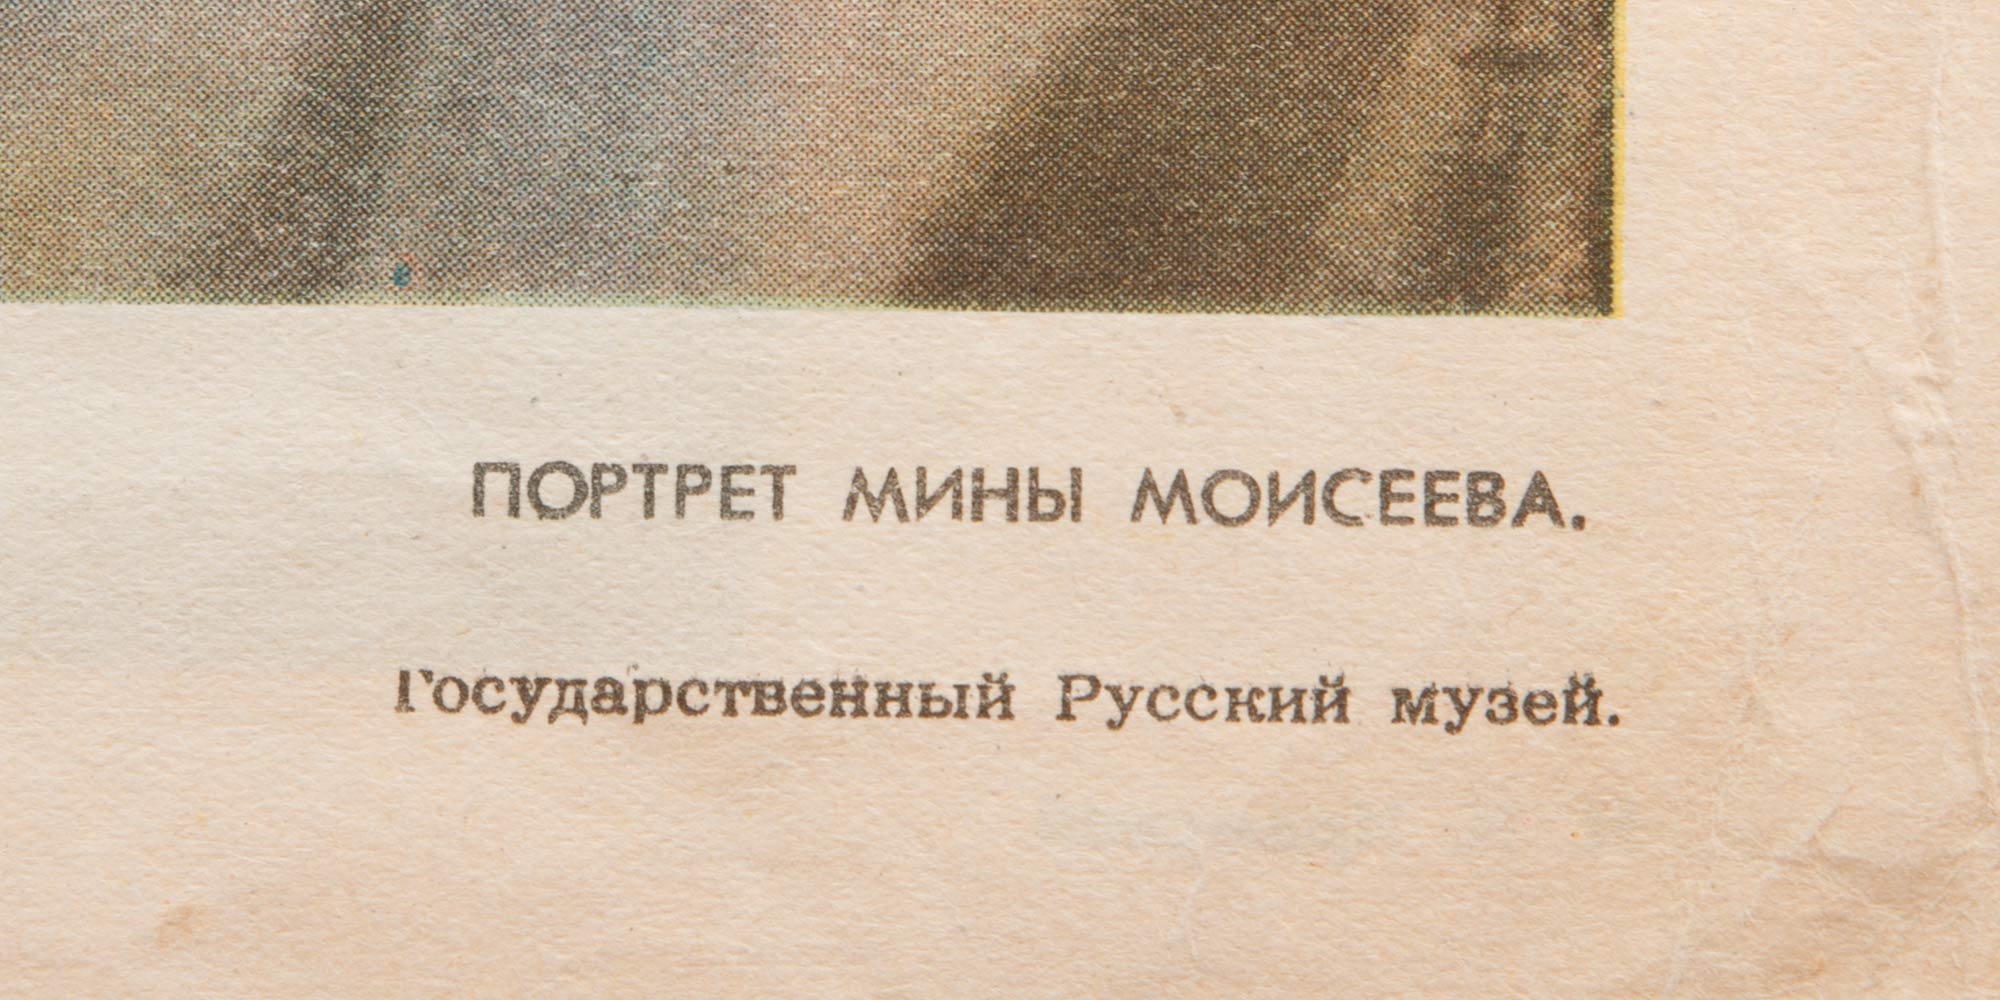 ПОРТРЕТ МИНЫ МОИСЕЕВА.
Государственный Русский музей.